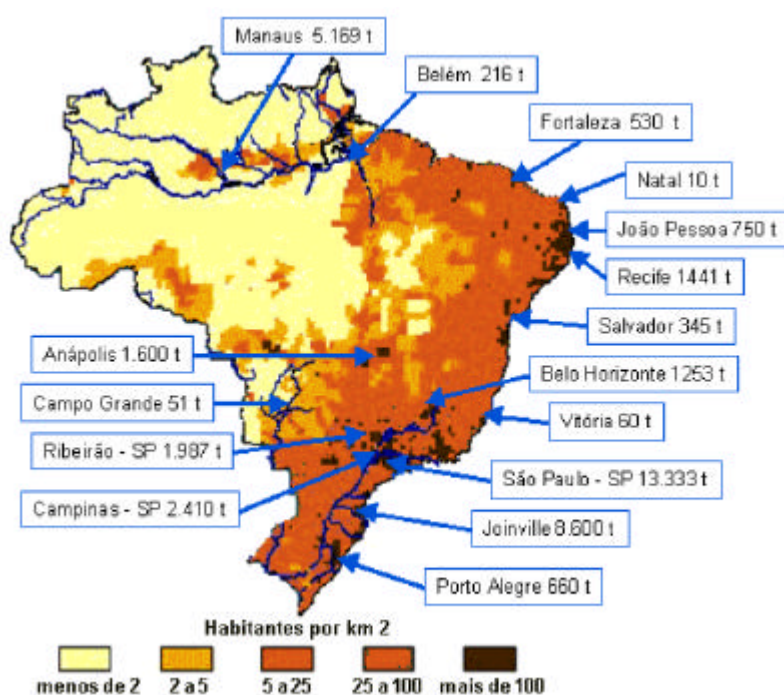 Manaus 5.169 t
Belém 216 t
Fortaleza 530 t
Natal 10 t
João Pessoa 750 t
Recife 1441 t
Salvador 345 t
Anápolis 1.600 t
Belo Horizonte 1253 t
Campo Grande 51 t
Vitória 60 t
Ribeirão - SP 1.987 t
São Paulo - SP 13.333 t
Campinas - SP 2.410 t
Joinville 8.600 t
Porto Alegre 660 t
Habitantes por km 2
menos de 2 2 a 5 5 a 25 25 a 100 mais de 100